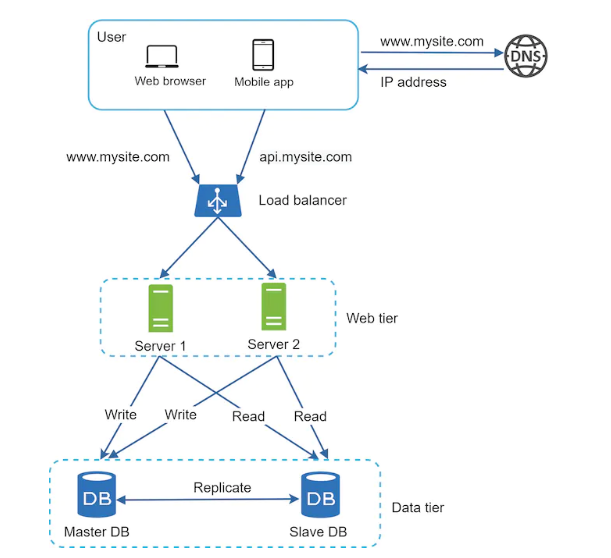 User
www.mysite.com
DNS
Web browser
Mobile app
IP address
www.mysite.com
api.mysite.com
Load balancer
Web tier
Server 1
Server 2
Write
Write
Read
Read
Replicate
DB
DB
Data tier
Master DB
Slave DB